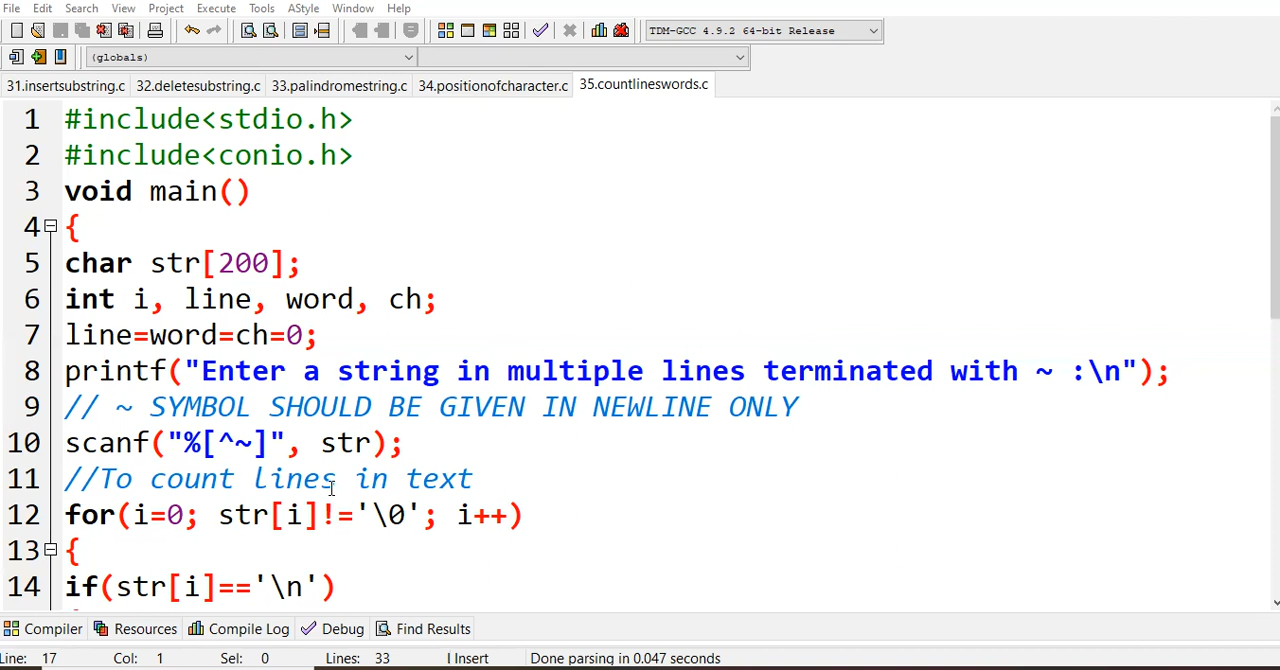 File Edit Search View Project Execute Tools AStyle Window Help
TDM-GCC 4.9.2 64-bit Release
(globals)
31.insertsubstring.c 32.deletesubstring.c 33.palindromestring.c 34.positionofcharacter.c 35.countlineswords.c
1 #include<stdio.h>
2 #include<conio.h>
3 void main()
4 {
5 char str[200];
6 int i, line, word, ch;
7 line=word=ch=0;
8 printf("Enter a string in multiple lines terminated with ~ :\n");
9 // ~ SYMBOL SHOULD BE GIVEN IN NEWLINE ONLY
10 scanf("%[^~]", str);
11 //To count lines in text
12 for(i=0; str[i]!='\0'; i++)
13 {
14 if(str[i]=='\n')
Compiler Resources Compile Log Debug Find Results
Line: 17 Col: 1 Sel: 0 Lines: 33 Insert Done parsing in 0.047 seconds